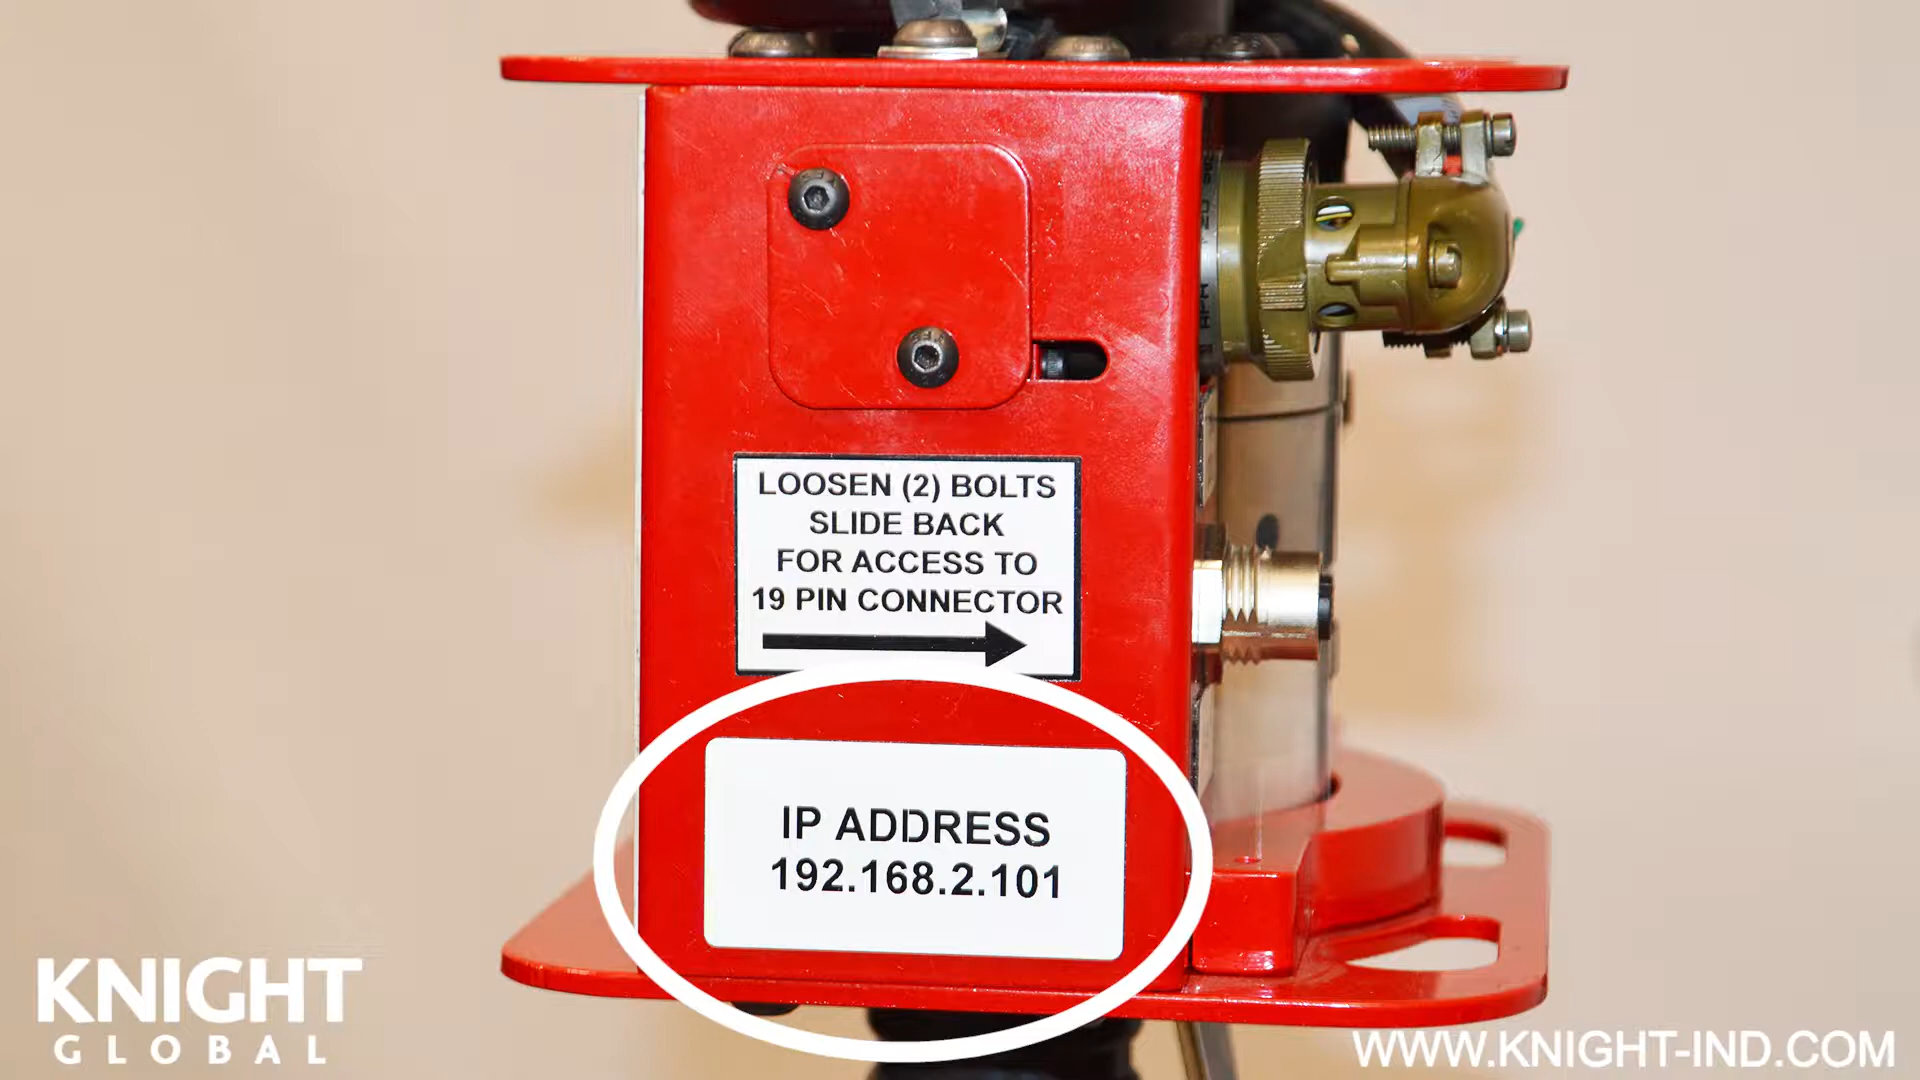 LOOSEN (2) BOLTS
SLIDE BACK
FOR ACCESS TO
19 PIN CONNECTOR
IP ADDRESS
192.168.2.101
KNIGHT
GLOBAL
WWW.KNIGHT-IND.COM